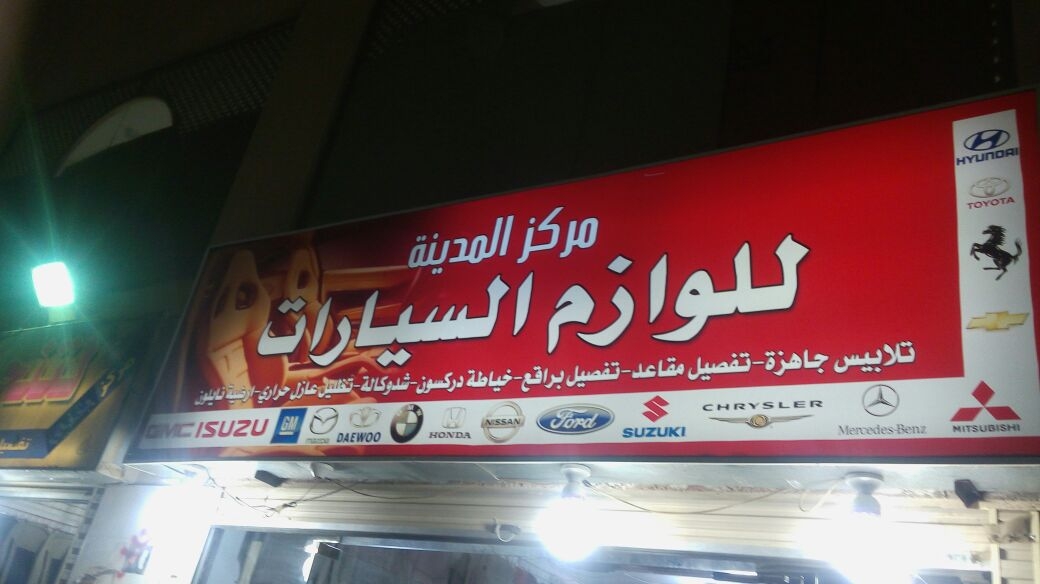 مركز المدينة
للوازم السيارات
تلابيس جاهزة-تفصيل مقاعد-تفصيل براقع-خياطة دركسون-شدوكالة-تظليل عازل حراري-ارضية نايلون
HYUNDAI
TOYOTA
GMC ISUZU GM mazda DAEWOO BMW HONDA NISSAN Ford SUZUKI CHRYSLER Mercedes-Benz MITSUBISHI